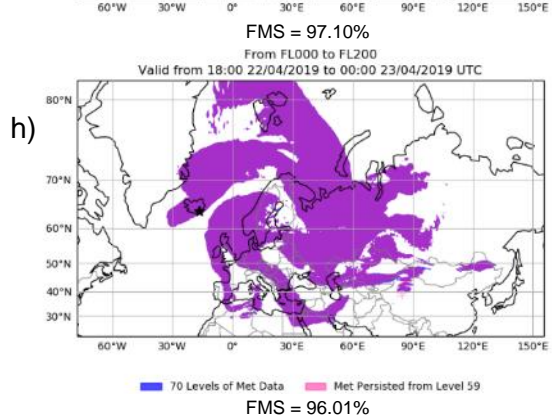 60°W 30°W 0° 30°E 60°E 90°E 120°E 150°E
FMS = 97.10%
From FL000 to FL200
Valid from 18:00 22/04/2019 to 00:00 23/04/2019 UTC
h)
80°N
70°N
60°N
50°N
40°N
30°N
60°W 30°W 0° 30°E 60°E 90°E 120°E 150°E
70 Levels of Met Data Met Persisted from Level 59
FMS = 96.01%